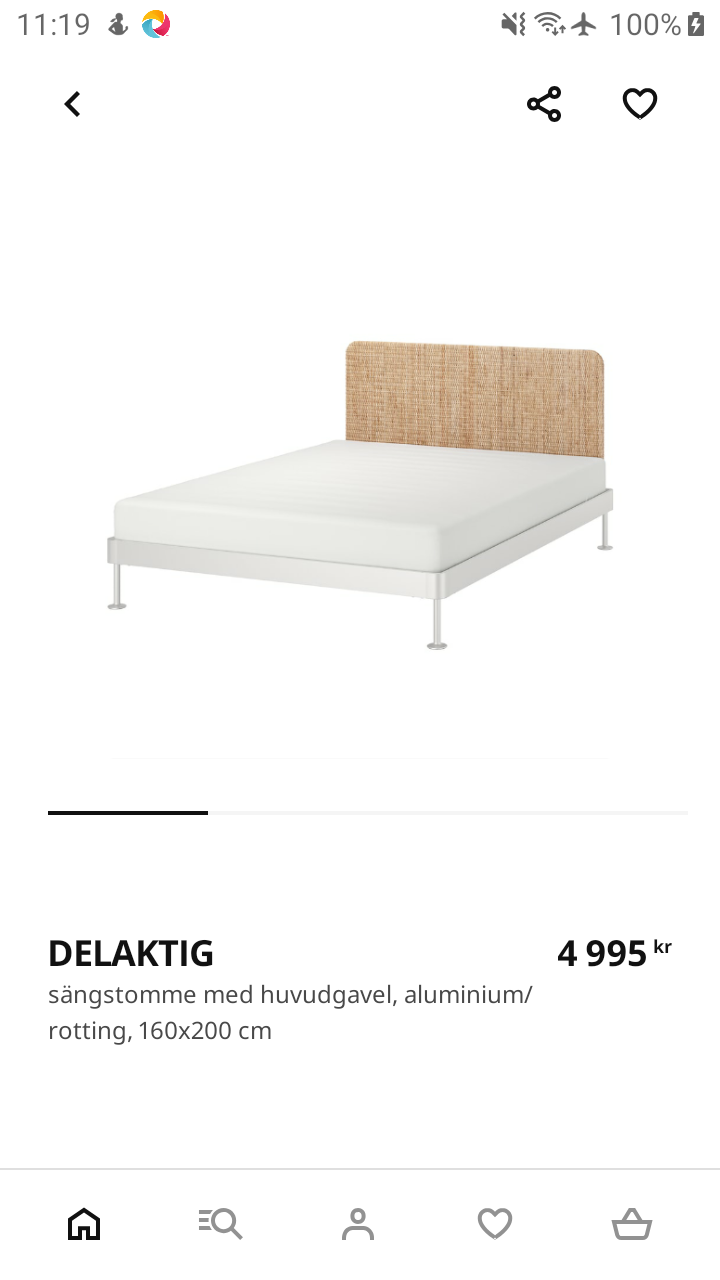 11:19
100%
DELAKTIG
4 995 kr
sängstomme med huvudgavel, aluminium/
rotting, 160x200 cm